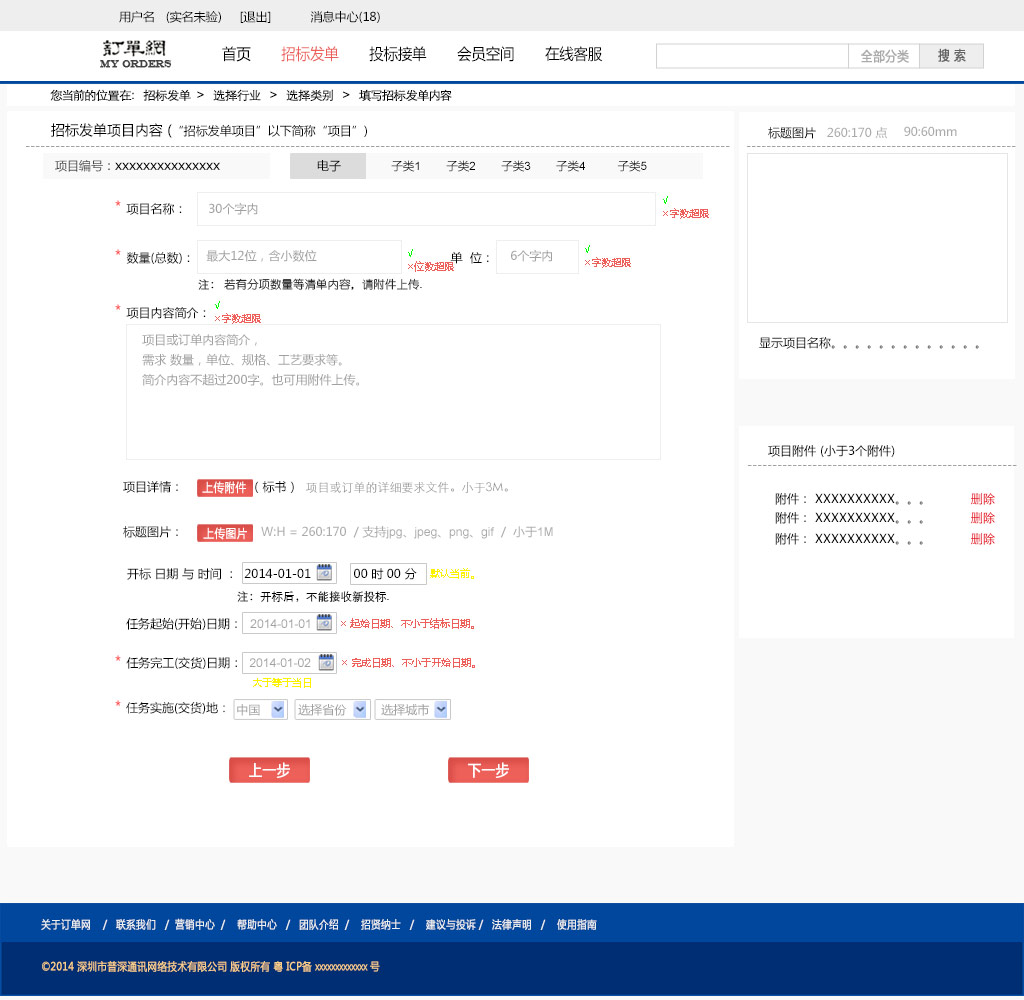 用户名 (实名未验) [退出] 消息中心(18)
訂單網
MY ORDERS
首页 招标发单 投标接单 会员空间 在线客服 全部分类 搜 索
您当前的位置在: 招标发单 > 选择行业 > 选择类别 > 填写招标发单内容
招标发单项目内容 (“招标发单项目”以下简称“项目”)
项目编号：xxxxxxxxxxxxxxx 电子 子类1 子类2 子类3 子类4 子类5
* 项目名称： 30个字内 √
×字数超限
* 数量(总数)： 最大12位，含小数位 √
×位数超限
单 位： 6个字内 √
×字数超限
注： 若有分项数量等清单内容，请附件上传.
* 项目内容简介： √
×字数超限
项目或订单内容简介，
需求 数量，单位、规格、工艺要求等。
简介内容不超过200字。也可用附件上传。
项目详情： 上传附件 ( 标书 ) 项目或订单的详细要求文件。小于3M。
标题图片： 上传图片 W:H = 260:170 / 支持jpg、jpeg、png、gif / 小于1M
开标 日期 与 时间 ： 2014-01-01 00 时 00 分 默认当前。
注：开标后，不能接收新投标.
任务起始(开始)日期： 2014-01-01 × 起始日期、不小于结标日期。
* 任务完工(交货)日期： 2014-01-02 × 完成日期、不小于开始日期。
大于等于当日
* 任务实施(交货)地： 中国 选择省份 选择城市
上一步 下一步
标题图片 260:170 点 90:60mm
显示项目名称。。。。。。。。。。。。。
项目附件 (小于3个附件)
附件： XXXXXXXXXX。。。 删除
附件： XXXXXXXXXX。。。 删除
附件： XXXXXXXXXX。。。 删除
关于订单网 / 联系我们 / 营销中心 / 帮助中心 / 团队介绍 / 招贤纳士 / 建议与投诉 / 法律声明 / 使用指南
©2014 深圳市普深通讯网络技术有限公司 版权所有 粤 ICP备 xxxxxxxxxxxx 号